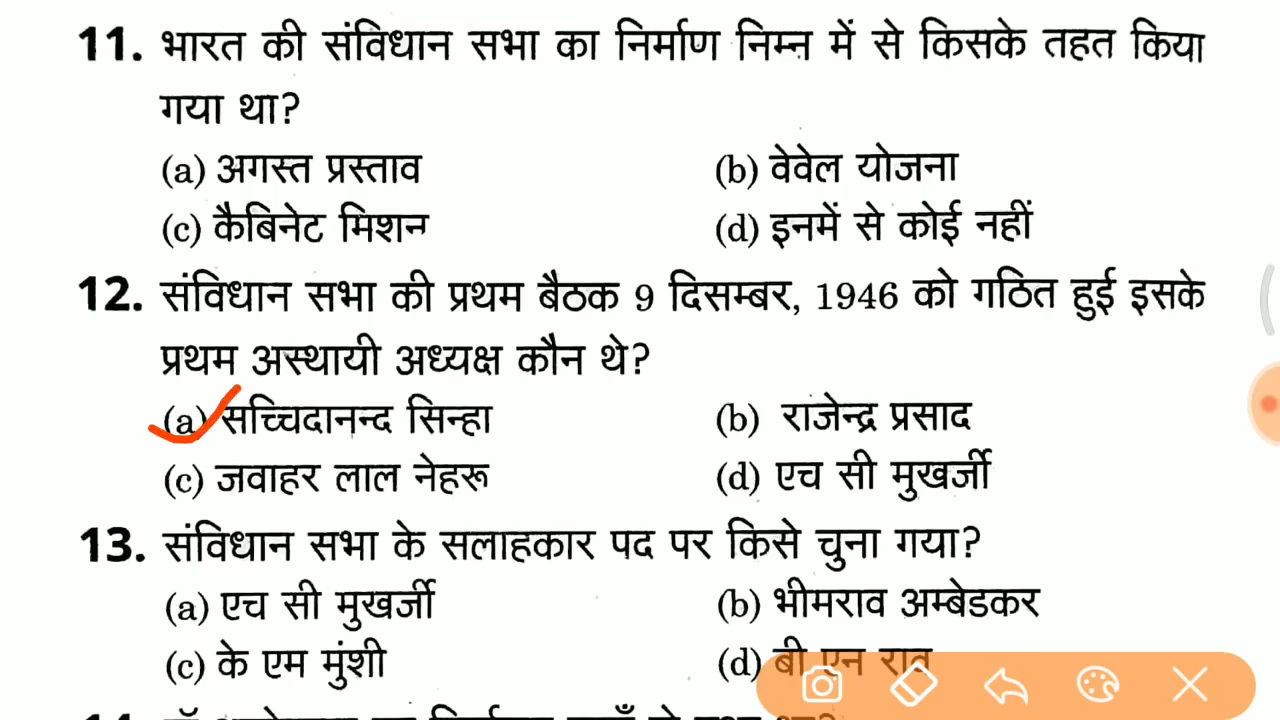 11. भारत की संविधान सभा का निर्माण निम्न में से किसके तहत किया
गया था?
(a) अगस्त प्रस्ताव (b) वेवेल योजना
(c) कैबिनेट मिशन (d) इनमें से कोई नहीं
12. संविधान सभा की प्रथम बैठक 9 दिसम्बर, 1946 को गठित हुई इसके
प्रथम अस्थायी अध्यक्ष कौन थे?
(a) सच्चिदानन्द सिन्हा (b) राजेन्द्र प्रसाद
(c) जवाहर लाल नेहरू (d) एच सी मुखर्जी
13. संविधान सभा के सलाहकार पद पर किसे चुना गया?
(a) एच सी मुखर्जी (b) भीमराव अम्बेडकर
(c) के एम मुंशी (d) बी एन राव